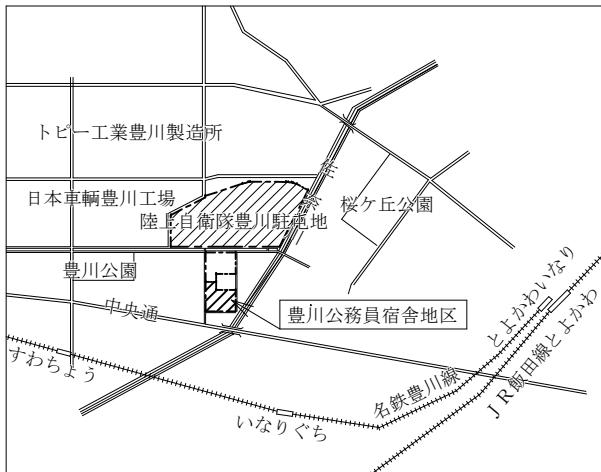 トピー工業豊川製造所
日本車輌豊川工場
陸上自衛隊豊川駐屯地
桜ケ丘公園
豊川公園
豊川公務員宿舎地区
中央通
すわちょう
いなりぐち
名鉄豊川線
とよかわいなり
JR飯田線とよかわ